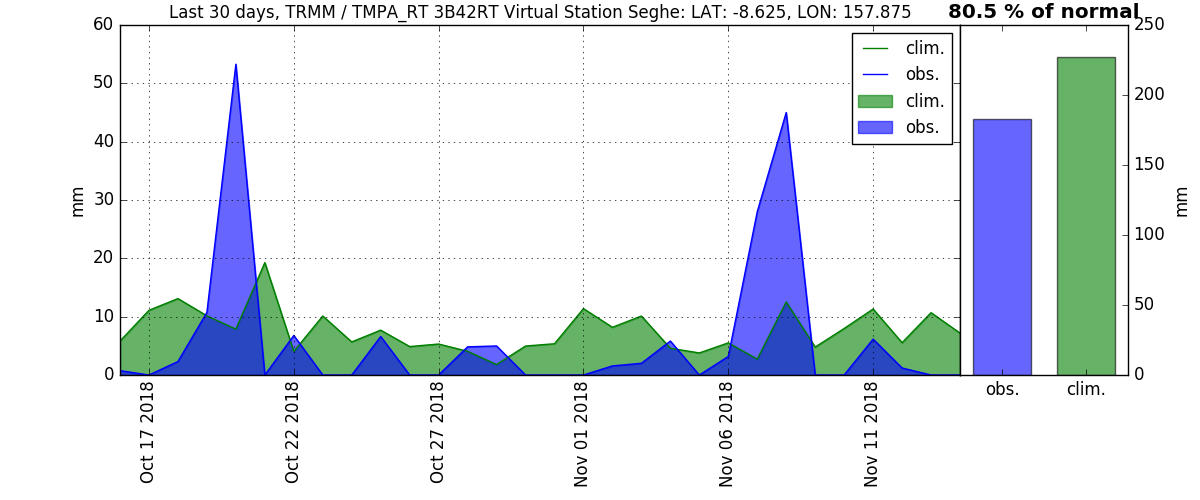 Last 30 days, TRMM / TMPA_RT 3B42RT Virtual Station Seghe: LAT: -8.625, LON: 157.875
80.5 % of normal
60
50
40
30
20
10
0
mm
clim.
obs.
clim.
obs.
Oct 17 2018
Oct 22 2018
Oct 27 2018
Nov 01 2018
Nov 06 2018
Nov 11 2018
250
200
150
100
50
0
mm
obs.
clim.